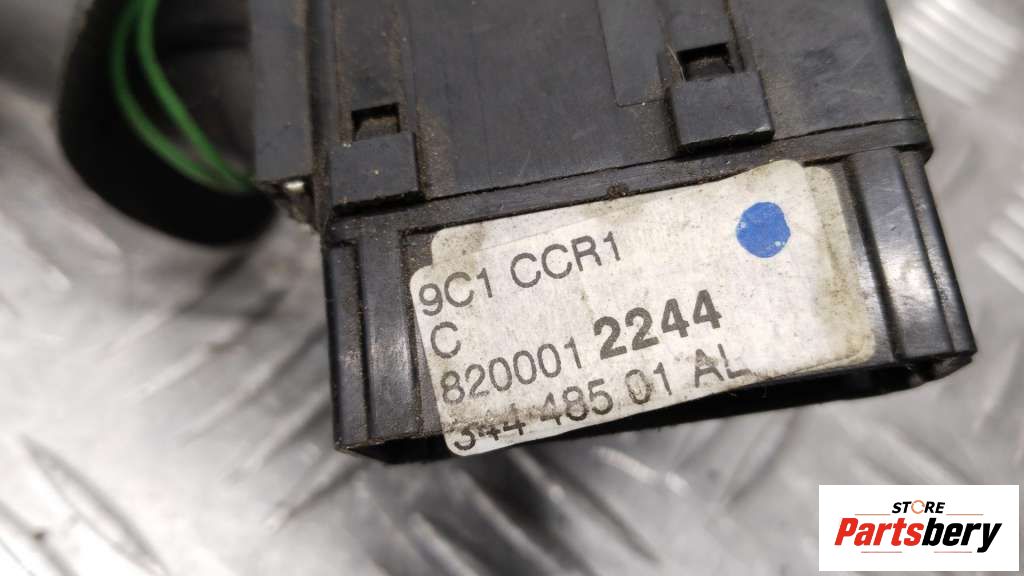 9C1 CCR1
C
820001 2244
344 485 01 AL
STORE
Partsbery